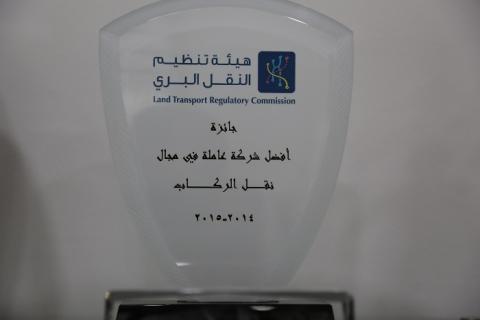 هيئة تنظيم
النقل البري
Land Transport Regulatory Commission
جائزة
أفضل شركة عاملة في مجال
نقل الركاب
٢٠١٤-٢٠١٥